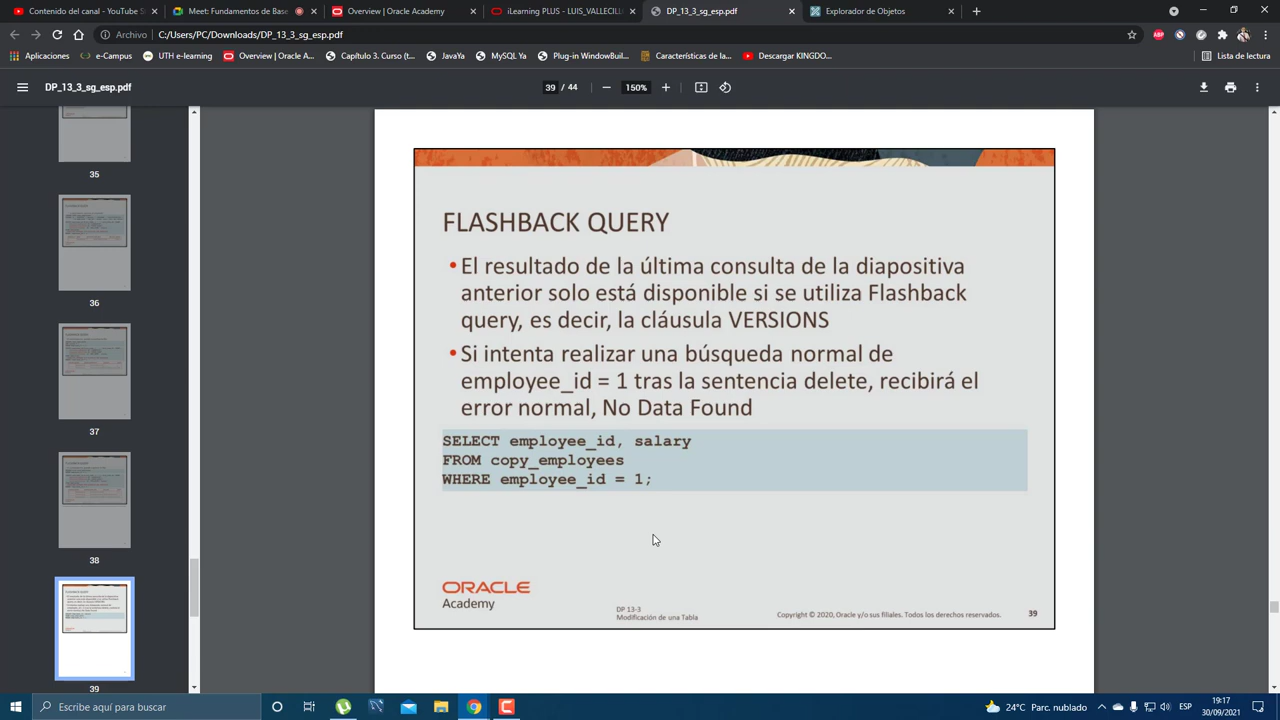 Contenido del canal - YouTube S
Meet: Fundamentos de Base
Overview | Oracle Academy
iLearning PLUS - LUIS_VALLECILL
DP_13_3_sg_esp.pdf
Explorador de Objetos
Archivo
C:/Users/PC/Downloads/DP_13_3_sg_esp.pdf
Aplicaciones
e-Campus
UTH e-learning
Overview | Oracle A...
Capítulo 3. Curso (t...
JavaYa
MySQL Ya
Plug-in WindowBuil...
Características de la...
Descargar KINGDO...
Lista de lectura
DP_13_3_sg_esp.pdf
39 / 44
150%
35
36
37
38
39
FLASHBACK QUERY
• El resultado de la última consulta de la diapositiva
anterior solo está disponible si se utiliza Flashback
query, es decir, la cláusula VERSIONS
• Si intenta realizar una búsqueda normal de
employee_id = 1 tras la sentencia delete, recibirá el
error normal, No Data Found
SELECT employee_id, salary
FROM copy_employees
WHERE employee_id = 1;
ORACLE
Academy
DP 13-3
Modificación de una Tabla
Copyright © 2020, Oracle y/o sus filiales. Todos los derechos reservados.
39
Escribe aquí para buscar
24°C Parc. nublado
ESP
19:17
30/09/2021